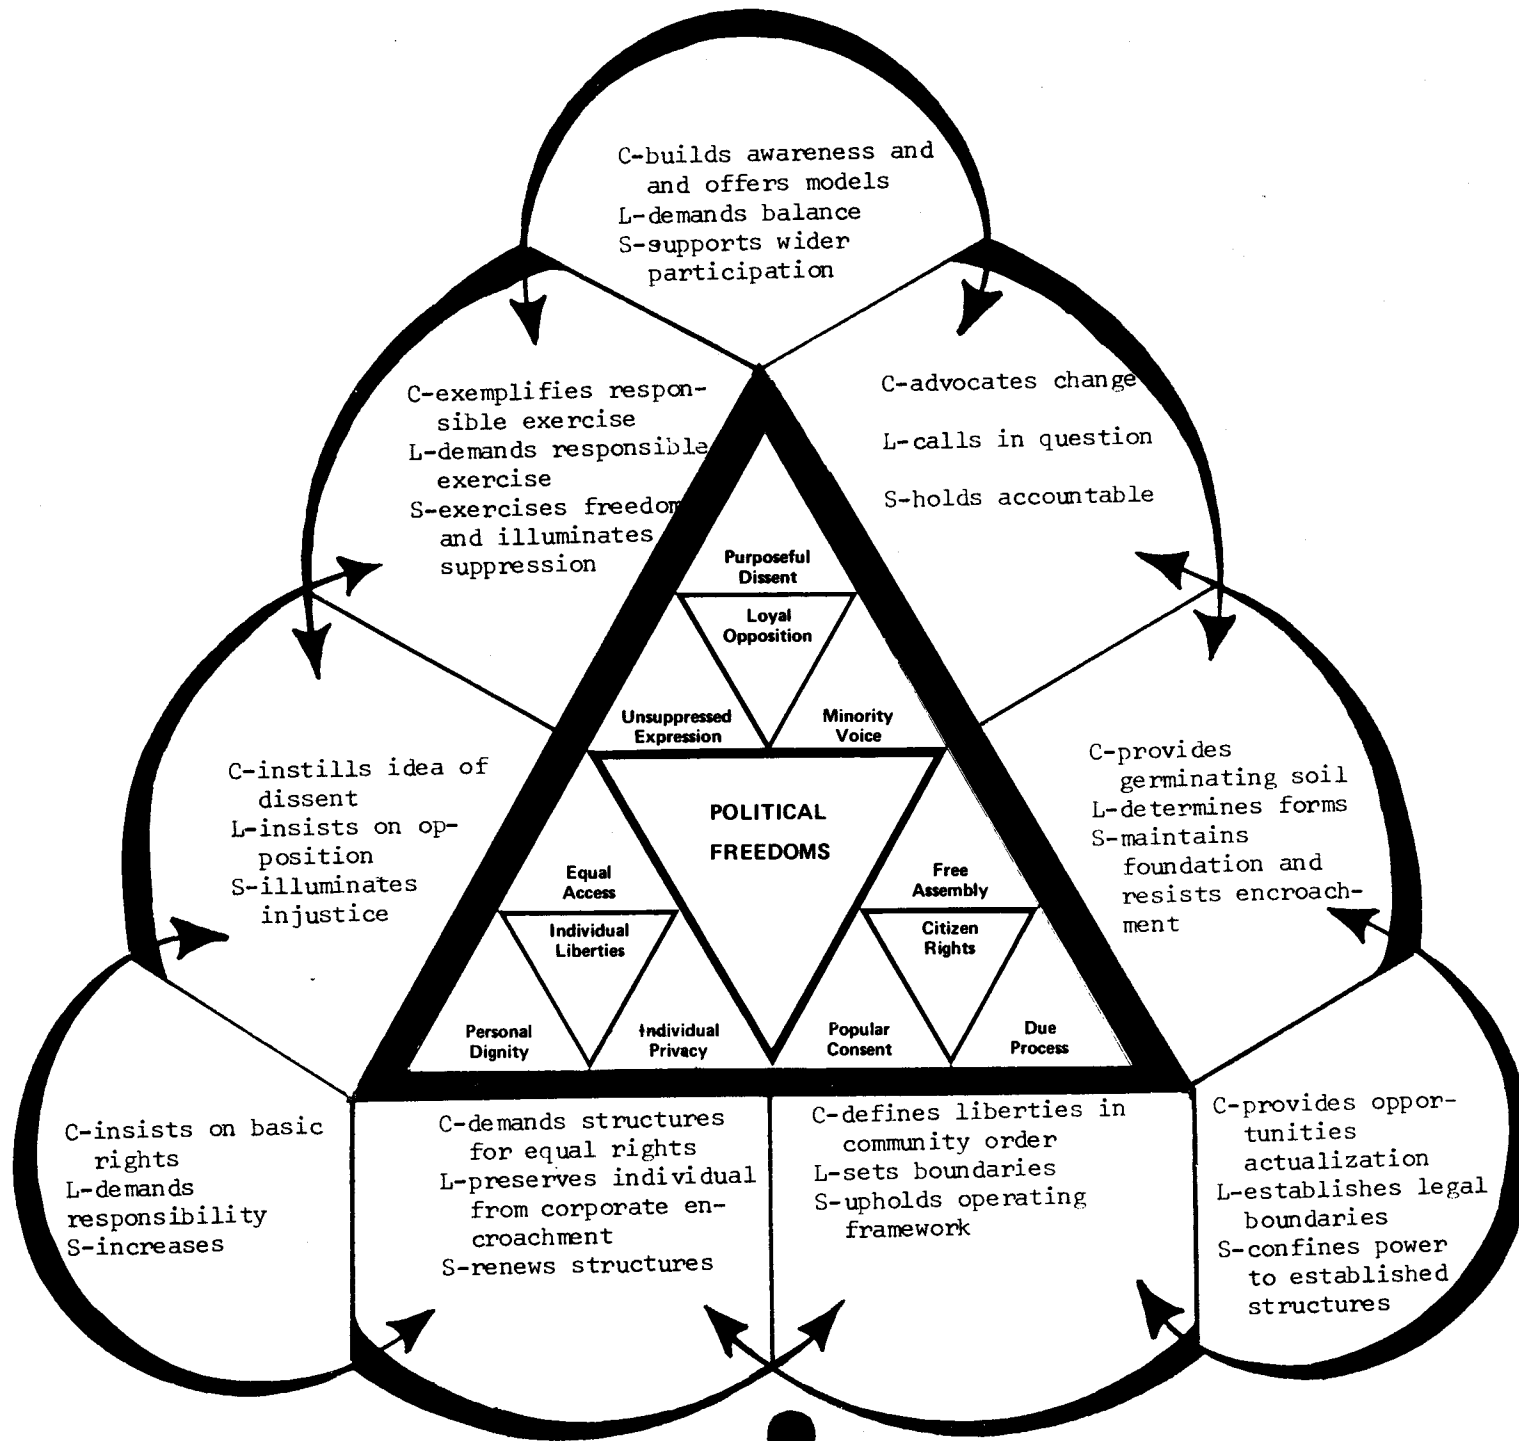 C-builds awareness and
and offers models
L-demands balance
S-supports wider
participation
C-exemplifies respon-
sible exercise
L-demands responsible
exercise
S-exercises freedom
and illuminates
suppression
C-advocates change
L-calls in question
S-holds accountable
Purposeful
Dissent
Loyal
Opposition
Unsuppressed
Expression
Minority
Voice
C-instills idea of
dissent
L-insists on op-
position
S-illuminates
injustice
POLITICAL
FREEDOMS
C-provides
germinating soil
L-determines forms
S-maintains
foundation and
resists encroach-
ment
Equal
Access
Individual
Liberties
Personal
Dignity
Individual
Privacy
Free
Assembly
Citizen
Rights
Popular
Consent
Due
Process
C-insists on basic
rights
L-demands
responsibility
S-increases
C-demands structures
for equal rights
L-preserves individual
from corporate en-
croachment
S-renews structures
C-defines liberties in
community order
L-sets boundaries
S-upholds operating
framework
C-provides oppor-
tunities
actualization
L-establishes legal
boundaries
S-confines power
to established
structures